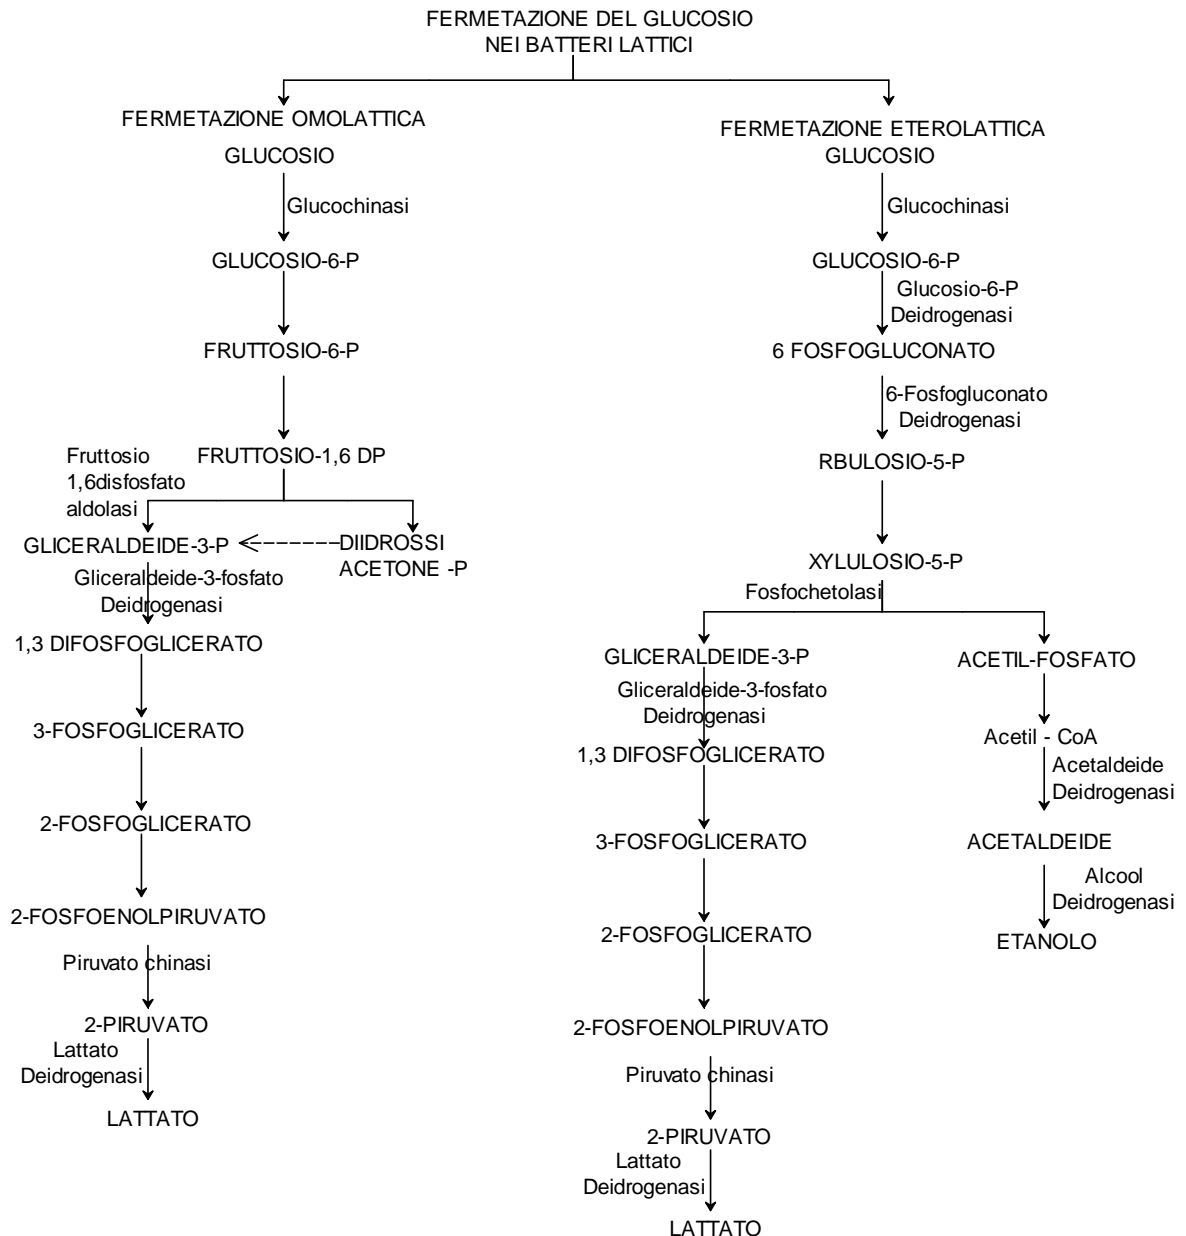 FERMETAZIONE DEL GLUCOSIO
NEI BATTERI LATTICI
FERMETAZIONE OMOLATTICA
GLUCOSIO
Glucochinasi
GLUCOSIO-6-P
FRUTTOSIO-6-P
Fruttosio
1,6disfosfato
aldolasi
FRUTTOSIO-1,6 DP
GLICERALDEIDE-3-P
DIIDROSSI
ACETONE -P
Gliceraldeide-3-fosfato
Deidrogenasi
1,3 DIFOSFOGLICERATO
3-FOSFOGLICERATO
2-FOSFOGLICERATO
2-FOSFOENOLPIRUVATO
Piruvato chinasi
2-PIRUVATO
Lattato
Deidrogenasi
LATTATO
FERMETAZIONE ETEROLATTICA
GLUCOSIO
Glucochinasi
GLUCOSIO-6-P
Glucosio-6-P
Deidrogenasi
6 FOSFOGLUCONATO
6-Fosfogluconato
Deidrogenasi
RBULOSIO-5-P
XYLULOSIO-5-P
Fosfochetolasi
GLICERALDEIDE-3-P
Gliceraldeide-3-fosfato
Deidrogenasi
1,3 DIFOSFOGLICERATO
3-FOSFOGLICERATO
2-FOSFOGLICERATO
2-FOSFOENOLPIRUVATO
Piruvato chinasi
2-PIRUVATO
Lattato
Deidrogenasi
LATTATO
ACETIL-FOSFATO
Acetil - CoA
Acetaldeide
Deidrogenasi
ACETALDEIDE
Alcool
Deidrogenasi
ETANOLO